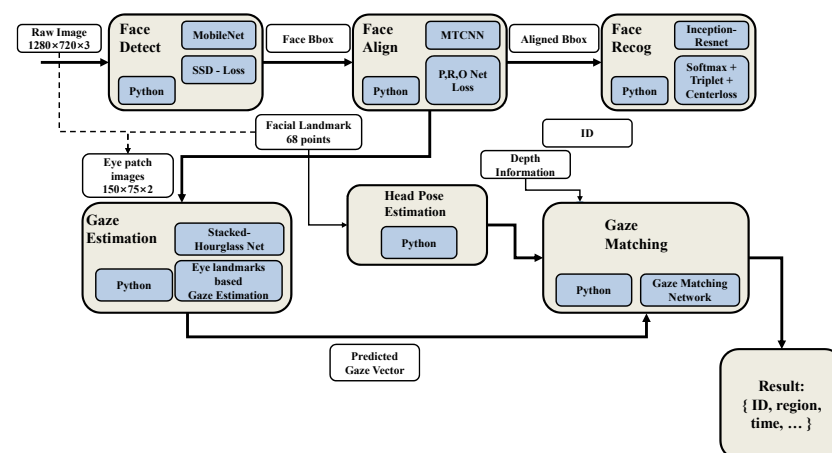 Raw Image
1280×720×3
Face
Detect
MobileNet
SSD - Loss
Python
Face Bbox
Face
Align
MTCNN
P,R,O Net
Loss
Python
Aligned Bbox
Face
Recog
Inception-
Resnet
Softmax +
Triplet +
Centerloss
Python
Facial Landmark
68 points
ID
Eye patch
images
150×75×2
Depth
Information
Gaze
Estimation
Stacked-
Hourglass Net
Python
Eye landmarks
based
Gaze Estimation
Head Pose
Estimation
Python
Gaze
Matching
Python
Gaze Matching
Network
Predicted
Gaze Vector
Result:
{ ID, region,
time, … }